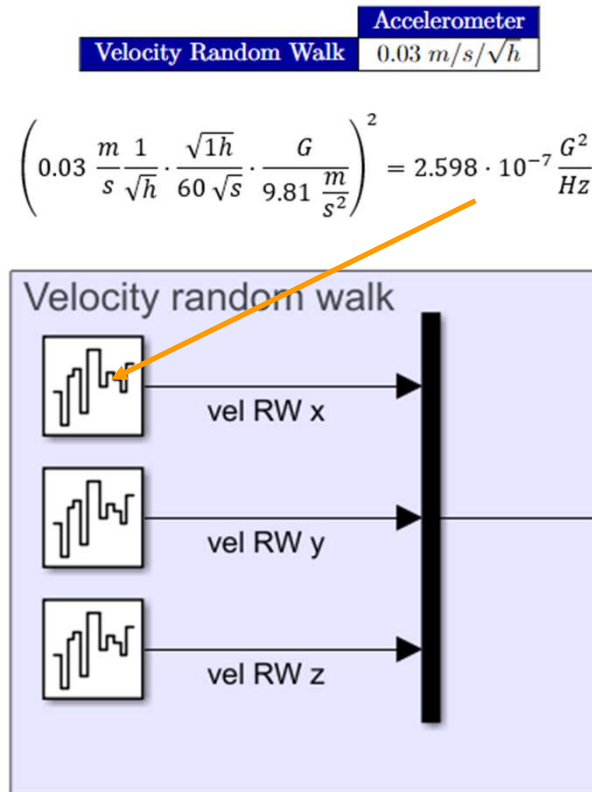 Accelerometer
Velocity Random Walk 0.03 m/s/√h
(0.03 m/s 1/√h · √1h/60 √s · G/9.81 m/s²)² = 2.598 · 10⁻⁷ G²/Hz
Velocity random walk
vel RW x
vel RW y
vel RW z